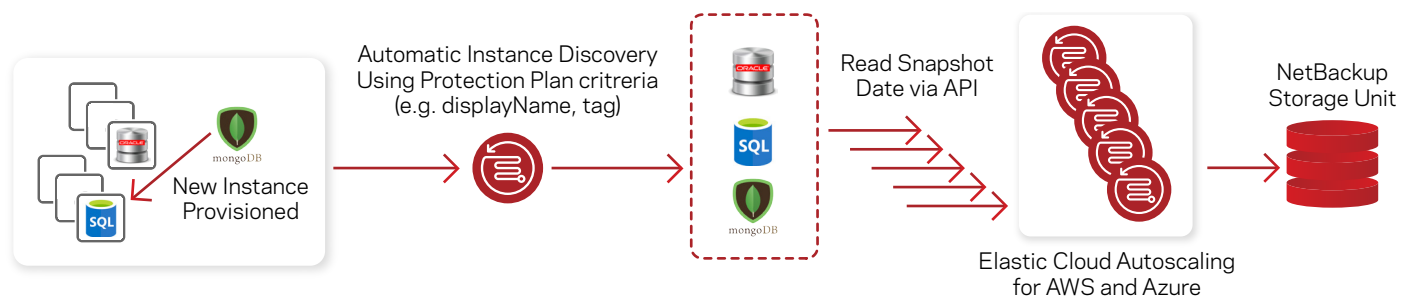 ORACLE
mongoDB
New Instance
Provisioned
SQL
Automatic Instance Discovery
Using Protection Plan critreria
(e.g. displayName, tag)
ORACLE
SQL
mongoDB
Read Snapshot
Date via API
Elastic Cloud Autoscaling
for AWS and Azure
NetBackup
Storage Unit